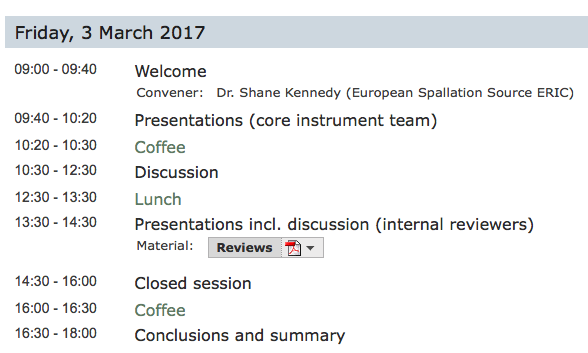 Friday, 3 March 2017
09:00 - 09:40 Welcome
Convener: Dr. Shane Kennedy (European Spallation Source ERIC)
09:40 - 10:20 Presentations (core instrument team)
10:20 - 10:30 Coffee
10:30 - 12:30 Discussion
12:30 - 13:30 Lunch
13:30 - 14:30 Presentations incl. discussion (internal reviewers)
Material: Reviews
14:30 - 16:00 Closed session
16:00 - 16:30 Coffee
16:30 - 18:00 Conclusions and summary